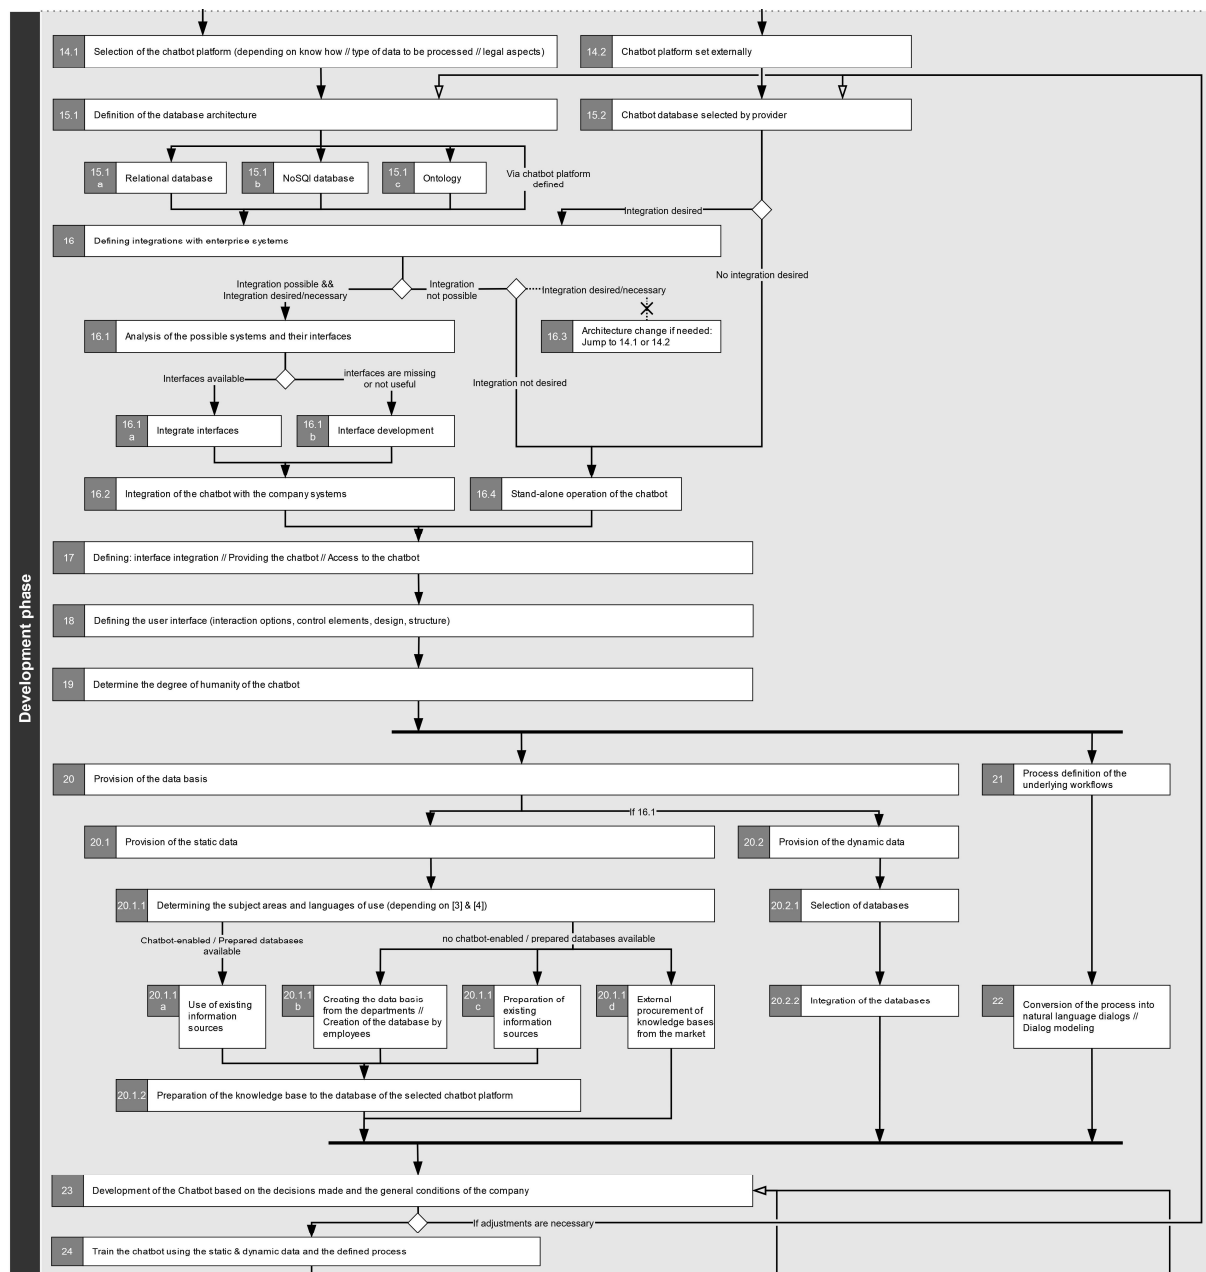 Development phase
14.1
Selection of the chatbot platform (depending on know how // type of data to be processed // legal aspects)
14.2
Chatbot platform set externally
15.1
Definition of the database architecture
15.2
Chatbot database selected by provider
15.1
a
Relational database
15.1
b
NoSQl database
15.1
c
Ontology
Via chatbot platform
defined
Integration desired
16
Defining integrations with enterprise systems
No integration desired
Integration possible &&
Integration desired/necessary
Integration
not possible
Integration desired/necessary
16.1
Analysis of the possible systems and their interfaces
16.3
Architecture change if needed:
Jump to 14.1 or 14.2
Interfaces available
interfaces are missing
or not useful
Integration not desired
16.1
a
Integrate interfaces
16.1
b
Interface development
16.2
Integration of the chatbot with the company systems
16.4
Stand-alone operation of the chatbot
17
Defining: interface integration // Providing the chatbot // Access to the chatbot
18
Defining the user interface (interaction options, control elements, design, structure)
19
Determine the degree of humanity of the chatbot
20
Provision of the data basis
21
Process definition of the
underlying workflows
If 16.1
20.1
Provision of the static data
20.2
Provision of the dynamic data
20.1.1
Determining the subject areas and languages of use (depending on [3] & [4])
20.2.1
Selection of databases
Chatbot-enabled / Prepared databases
available
no chatbot-enabled / prepared databases available
20.1.1
a
Use of existing
information
sources
20.1.1
b
Creating the data basis
from the departments //
Creation of the database by
employees
20.1.1
c
Preparation of
existing
information
sources
20.1.1
d
External
procurement of
knowledge bases
from the market
20.2.2
Integration of the databases
22
Conversion of the process into
natural language dialogs //
Dialog modeling
20.1.2
Preparation of the knowledge base to the database of the selected chatbot platform
23
Development of the Chatbot based on the decisions made and the general conditions of the company
If adjustments are necessary
24
Train the chatbot using the static & dynamic data and the defined process